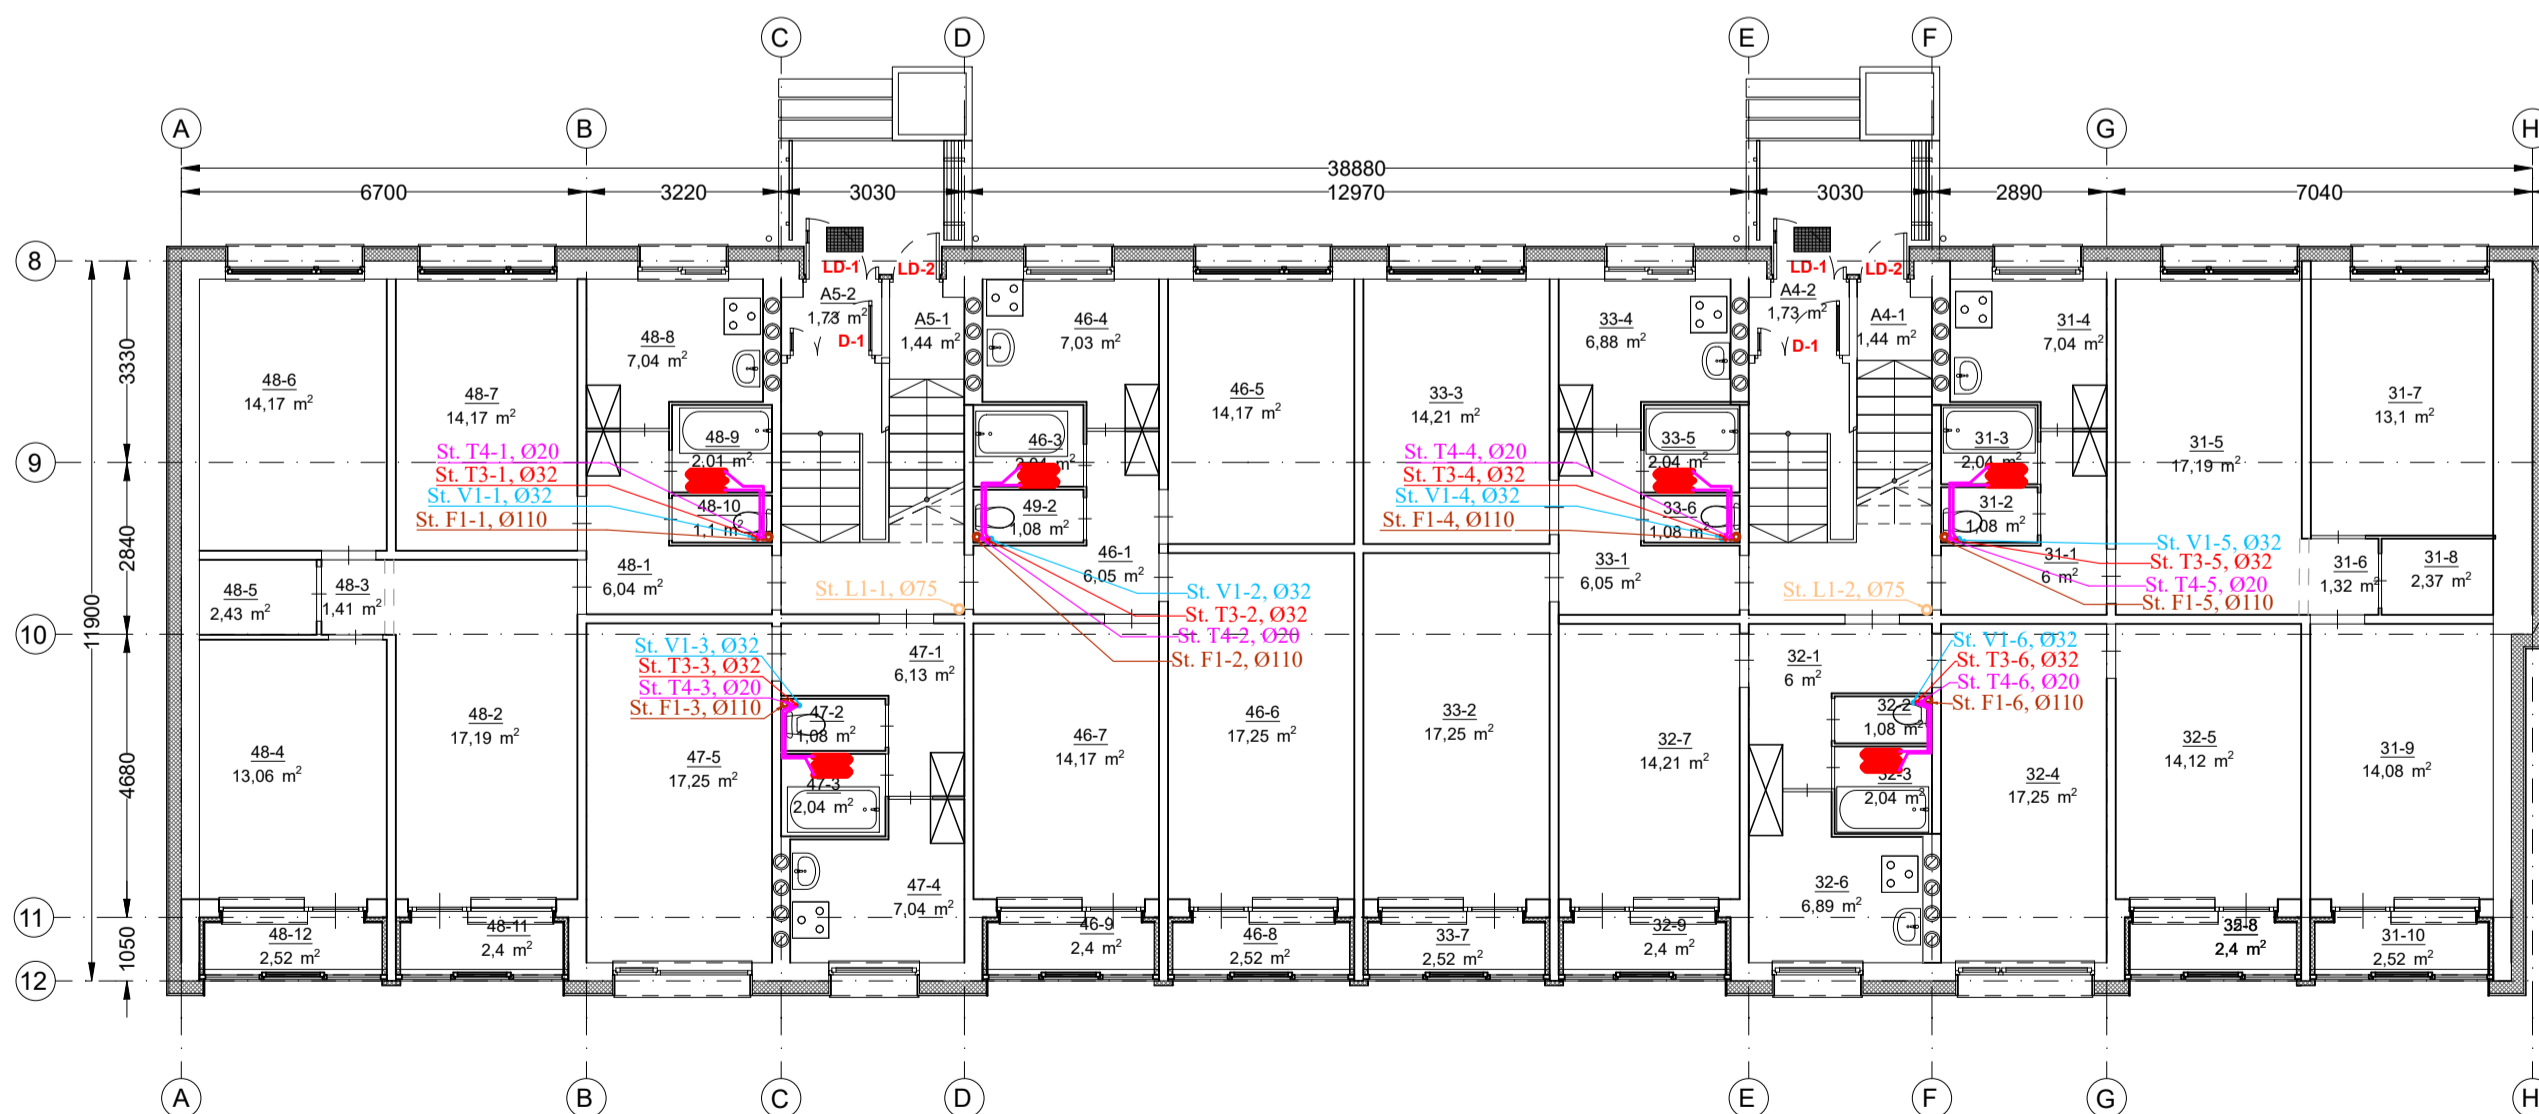 C
D
E
F
A
B
G
H
38880
6700
3220
3030
12970
3030
2890
7040
8
9
10
11
12
3330
2840
4680
1050
11900
LD-1
LD-2
A5-2
1,73 m²
A5-1
1,44 m²
D-1
LD-1
LD-2
A4-2
1,73 m²
A4-1
1,44 m²
D-1
48-6
14,17 m²
48-7
14,17 m²
48-8
7,04 m²
46-4
7,03 m²
46-5
14,17 m²
33-3
14,21 m²
33-4
6,88 m²
31-4
7,04 m²
31-5
17,19 m²
31-7
13,1 m²
48-9
2,01 m²
48-10
1,1 m²
St. T4-1, Ø20
St. T3-1, Ø32
St. V1-1, Ø32
St. F1-1, Ø110
46-3
2,04 m²
49-2
1,08 m²
46-1
6,05 m²
33-5
2,04 m²
33-6
1,08 m²
St. T4-4, Ø20
St. T3-4, Ø32
St. V1-4, Ø32
St. F1-4, Ø110
31-3
2,04 m²
31-2
1,08 m²
31-1
6 m²
St. V1-5, Ø32
St. T3-5, Ø32
St. T4-5, Ø20
St. F1-5, Ø110
31-6
1,32 m²
31-8
2,37 m²
48-5
2,43 m²
48-3
1,41 m²
48-1
6,04 m²
St. L1-1, Ø75
St. V1-2, Ø32
St. T3-2, Ø32
St. T4-2, Ø20
St. F1-2, Ø110
33-1
6,05 m²
St. L1-2, Ø75
St. V1-3, Ø32
St. T3-3, Ø32
St. T4-3, Ø20
St. F1-3, Ø110
47-1
6,13 m²
47-2
1,08 m²
47-3
2,04 m²
32-1
6 m²
32-2
1,08 m²
32-3
2,04 m²
St. V1-6, Ø32
St. T3-6, Ø32
St. T4-6, Ø20
St. F1-6, Ø110
48-4
13,06 m²
48-2
17,19 m²
47-5
17,25 m²
46-7
14,17 m²
46-6
17,25 m²
33-2
17,25 m²
32-7
14,21 m²
32-4
17,25 m²
32-5
14,12 m²
31-9
14,08 m²
47-4
7,04 m²
32-6
6,89 m²
48-12
2,52 m²
48-11
2,4 m²
46-9
2,4 m²
46-8
2,52 m²
33-7
2,52 m²
32-9
2,4 m²
2,4 m²
31-10
2,52 m²
A
B
C
D
E
F
G
H